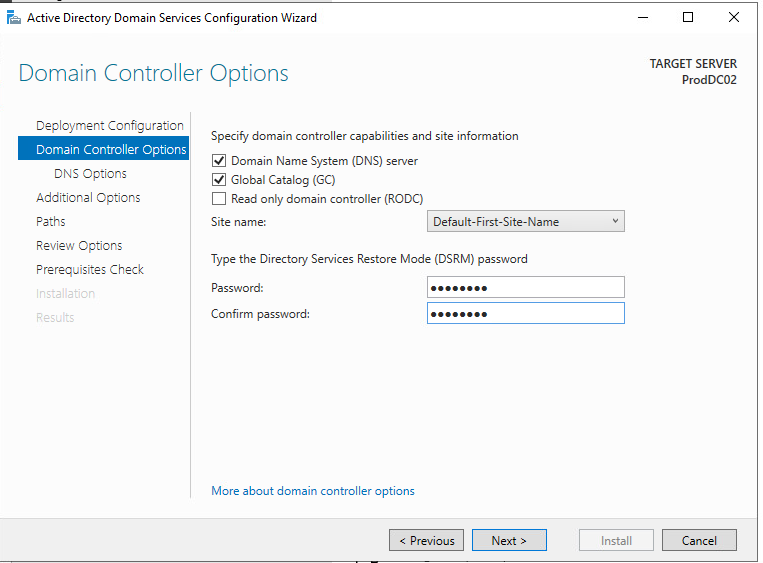 Active Directory Domain Services Configuration Wizard
Domain Controller Options
TARGET SERVER
ProdDC02
Deployment Configuration
Domain Controller Options
DNS Options
Additional Options
Paths
Review Options
Prerequisites Check
Installation
Results
Specify domain controller capabilities and site information
Domain Name System (DNS) server
Global Catalog (GC)
Read only domain controller (RODC)
Site name: Default-First-Site-Name
Type the Directory Services Restore Mode (DSRM) password
Password: ●●●●●●●●
Confirm password: ●●●●●●●●
More about domain controller options
< Previous Next > Install Cancel